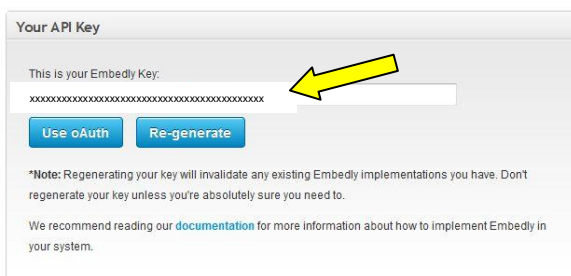 Your API Key
This is your Embedly Key:
xxxxxxxxxxxxxxxxxxxxxxxxxxxxxxxxxxxxxxxxxxxx
Use oAuth Re-generate
*Note: Regenerating your key will invalidate any existing Embedly implementations you have. Don't
regenerate your key unless you're absolutely sure you need to.
We recommend reading our documentation for more information about how to implement Embedly in
your system.